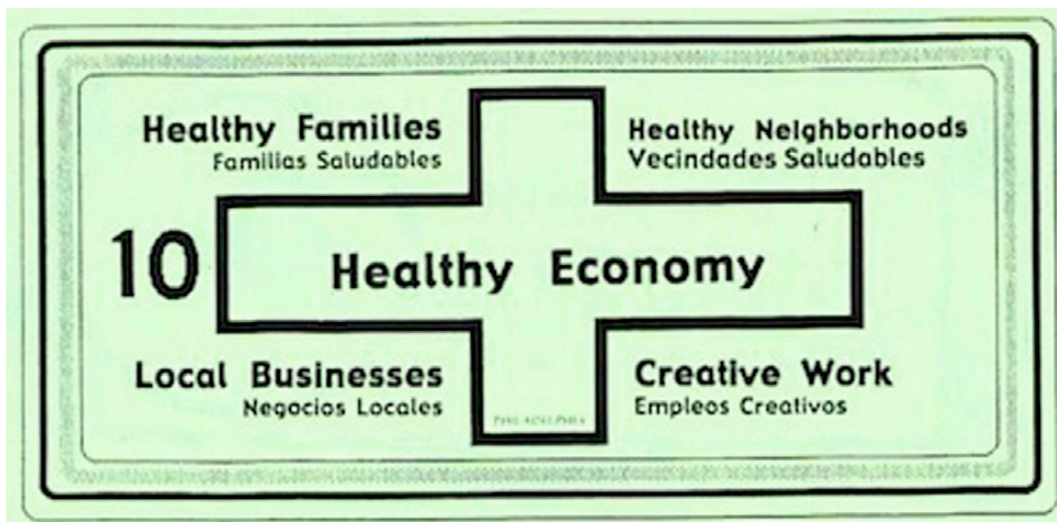 Healthy Families
Familias Saludables
Healthy Neighborhoods
Vecindades Saludables
10
Healthy Economy
Local Businesses
Negocios Locales
Creative Work
Empleos Creativos
PHILADELPHIA